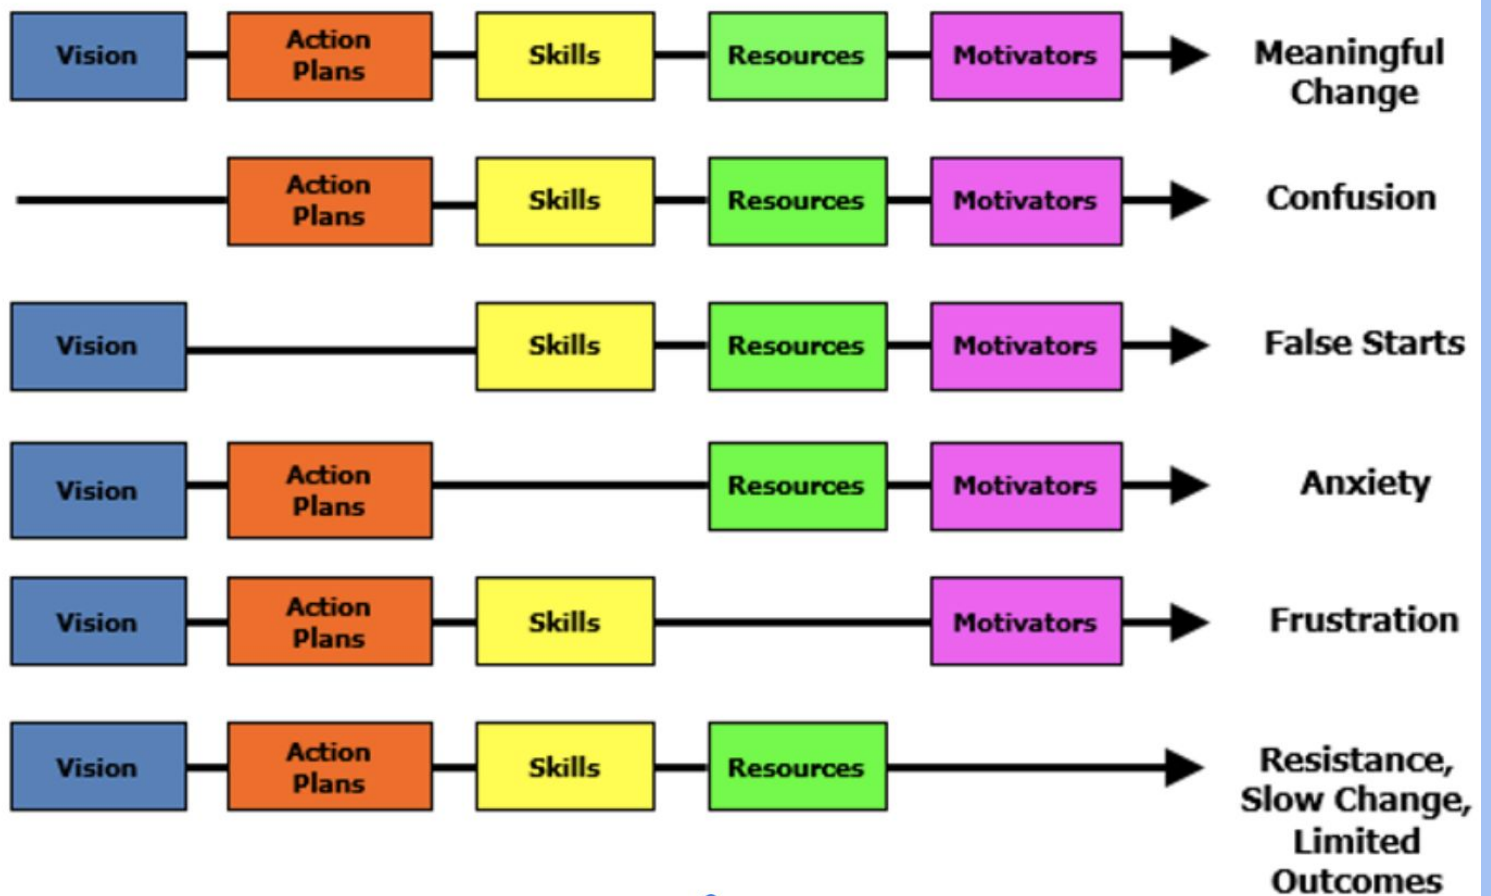 Vision
Action
Plans
Skills
Resources
Motivators
Meaningful
Change
Action
Plans
Skills
Resources
Motivators
Confusion
Vision
Skills
Resources
Motivators
False Starts
Vision
Action
Plans
Resources
Motivators
Anxiety
Vision
Action
Plans
Skills
Motivators
Frustration
Vision
Action
Plans
Skills
Resources
Resistance,
Slow Change,
Limited
Outcomes